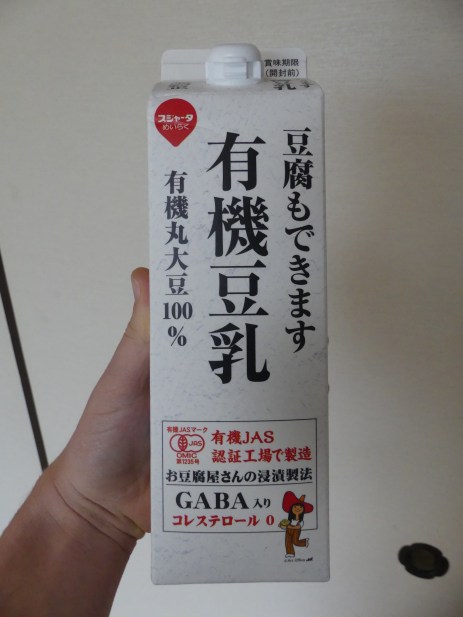 賞味期限
(開封前)
スジャータ
めいらく
豆腐もできます
有機豆乳
有機丸大豆100%
有機JASマーク
JAS
有機JAS
認証工場で製造
お豆腐屋さんの浸漬製法
GABA入り
コレステロール 0